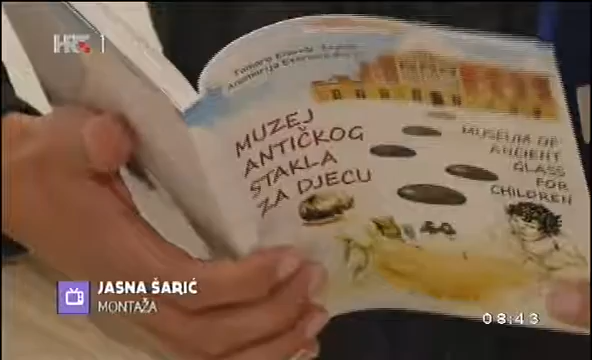 HRT 1
MUZEJ
ANTIČKOG
STAKLA
ZA DJECU
MUSEUM OF
ANCIENT
GLASS
FOR
CHILDREN
JASNA ŠARIĆ
MONTAŽA
08:43